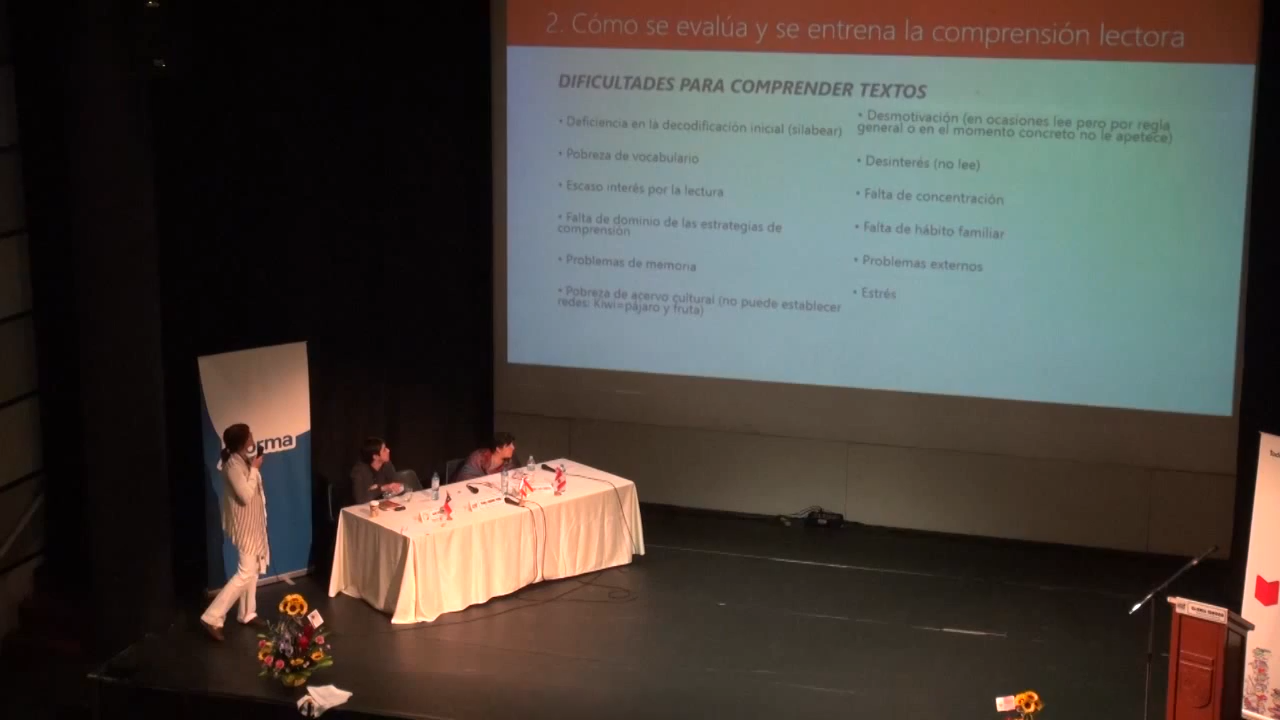 2. Cómo se evalúa y se entrena la comprensión lectora
DIFICULTADES PARA COMPRENDER TEXTOS
• Deficiencia en la decodificación inicial (silabear)
• Pobreza de vocabulario
• Escaso interés por la lectura
• Falta de dominio de las estrategias de
comprensión
• Problemas de memoria
• Pobreza de acervo cultural (no puede establecer
redes: Kiwi=pájaro y fruta)
• Desmotivación (en ocasiones lee pero por regla
general o en el momento concreto no le apetece)
• Desinterés (no lee)
• Falta de concentración
• Falta de hábito familiar
• Problemas externos
• Estrés